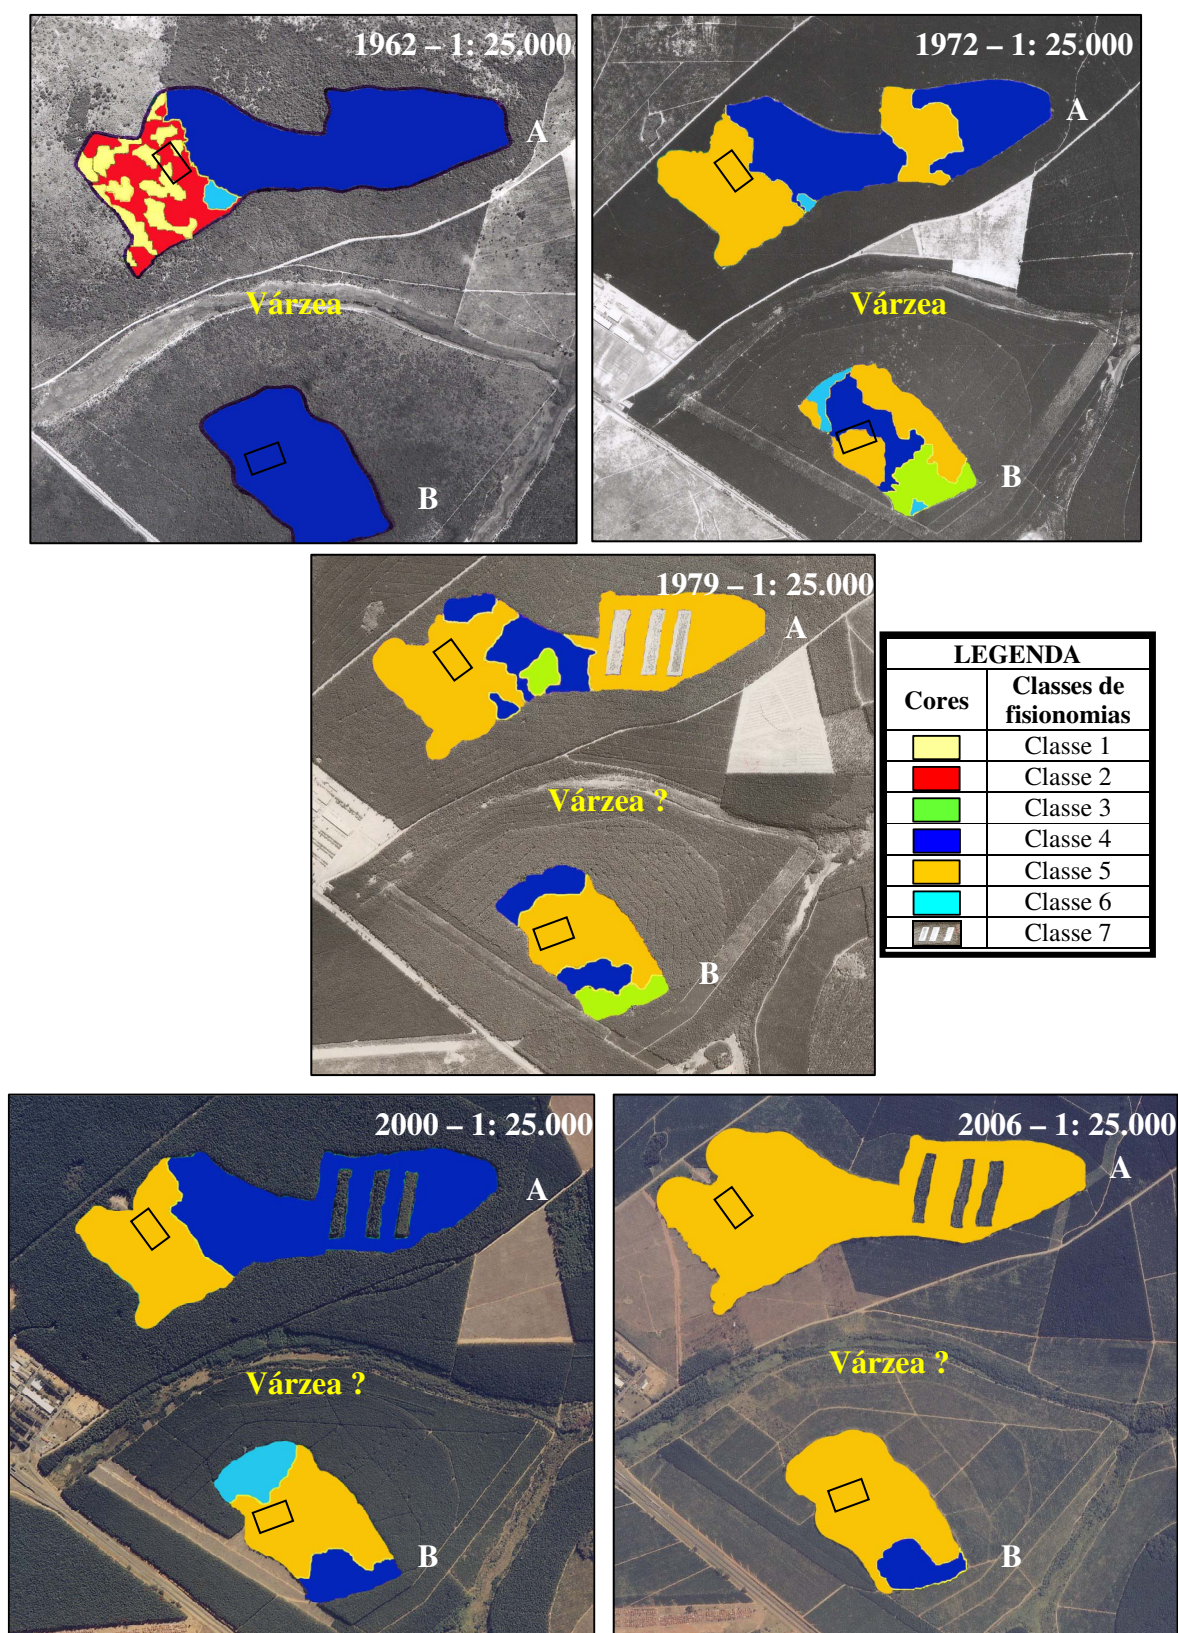 1962 – 1: 25.000
A
Várzea
B
1972 – 1: 25.000
A
Várzea
B
1979 – 1: 25.000
A
Várzea ?
B
LEGENDA
Cores
Classes de
fisionomias
Classe 1
Classe 2
Classe 3
Classe 4
Classe 5
Classe 6
Classe 7
2000 – 1: 25.000
A
Várzea ?
B
2006 – 1: 25.000
A
Várzea ?
B